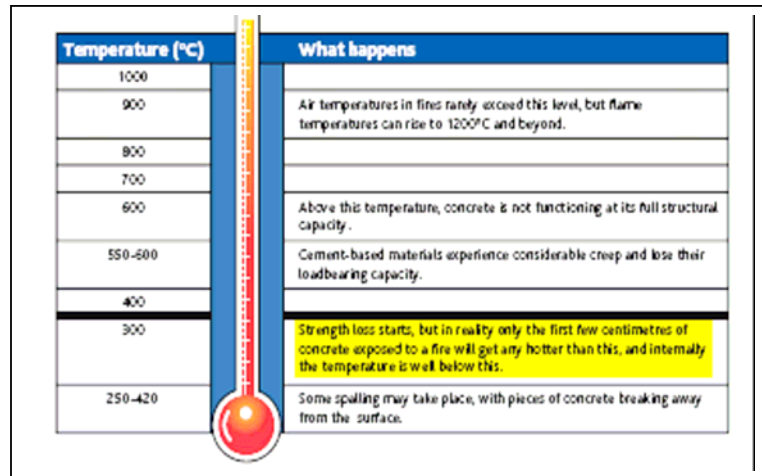 Temperature (ºC) What happens
1000
900 Air temperatures in fires rarely exceed this level, but flame
temperatures can rise to 1200ºC and beyond.
800
700
600 Above this temperature, concrete is not functioning at its full structural
capacity.
550-600 Cement-based materials experience considerable creep and lose their
loadbearing capacity.
400
300 Strength loss starts, but in reality only the first few centimetres of
concrete exposed to a fire will get any hotter than this, and internally
the temperature is well below this.
250-420 Some spalling may take place, with pieces of concrete breaking away
from the surface.